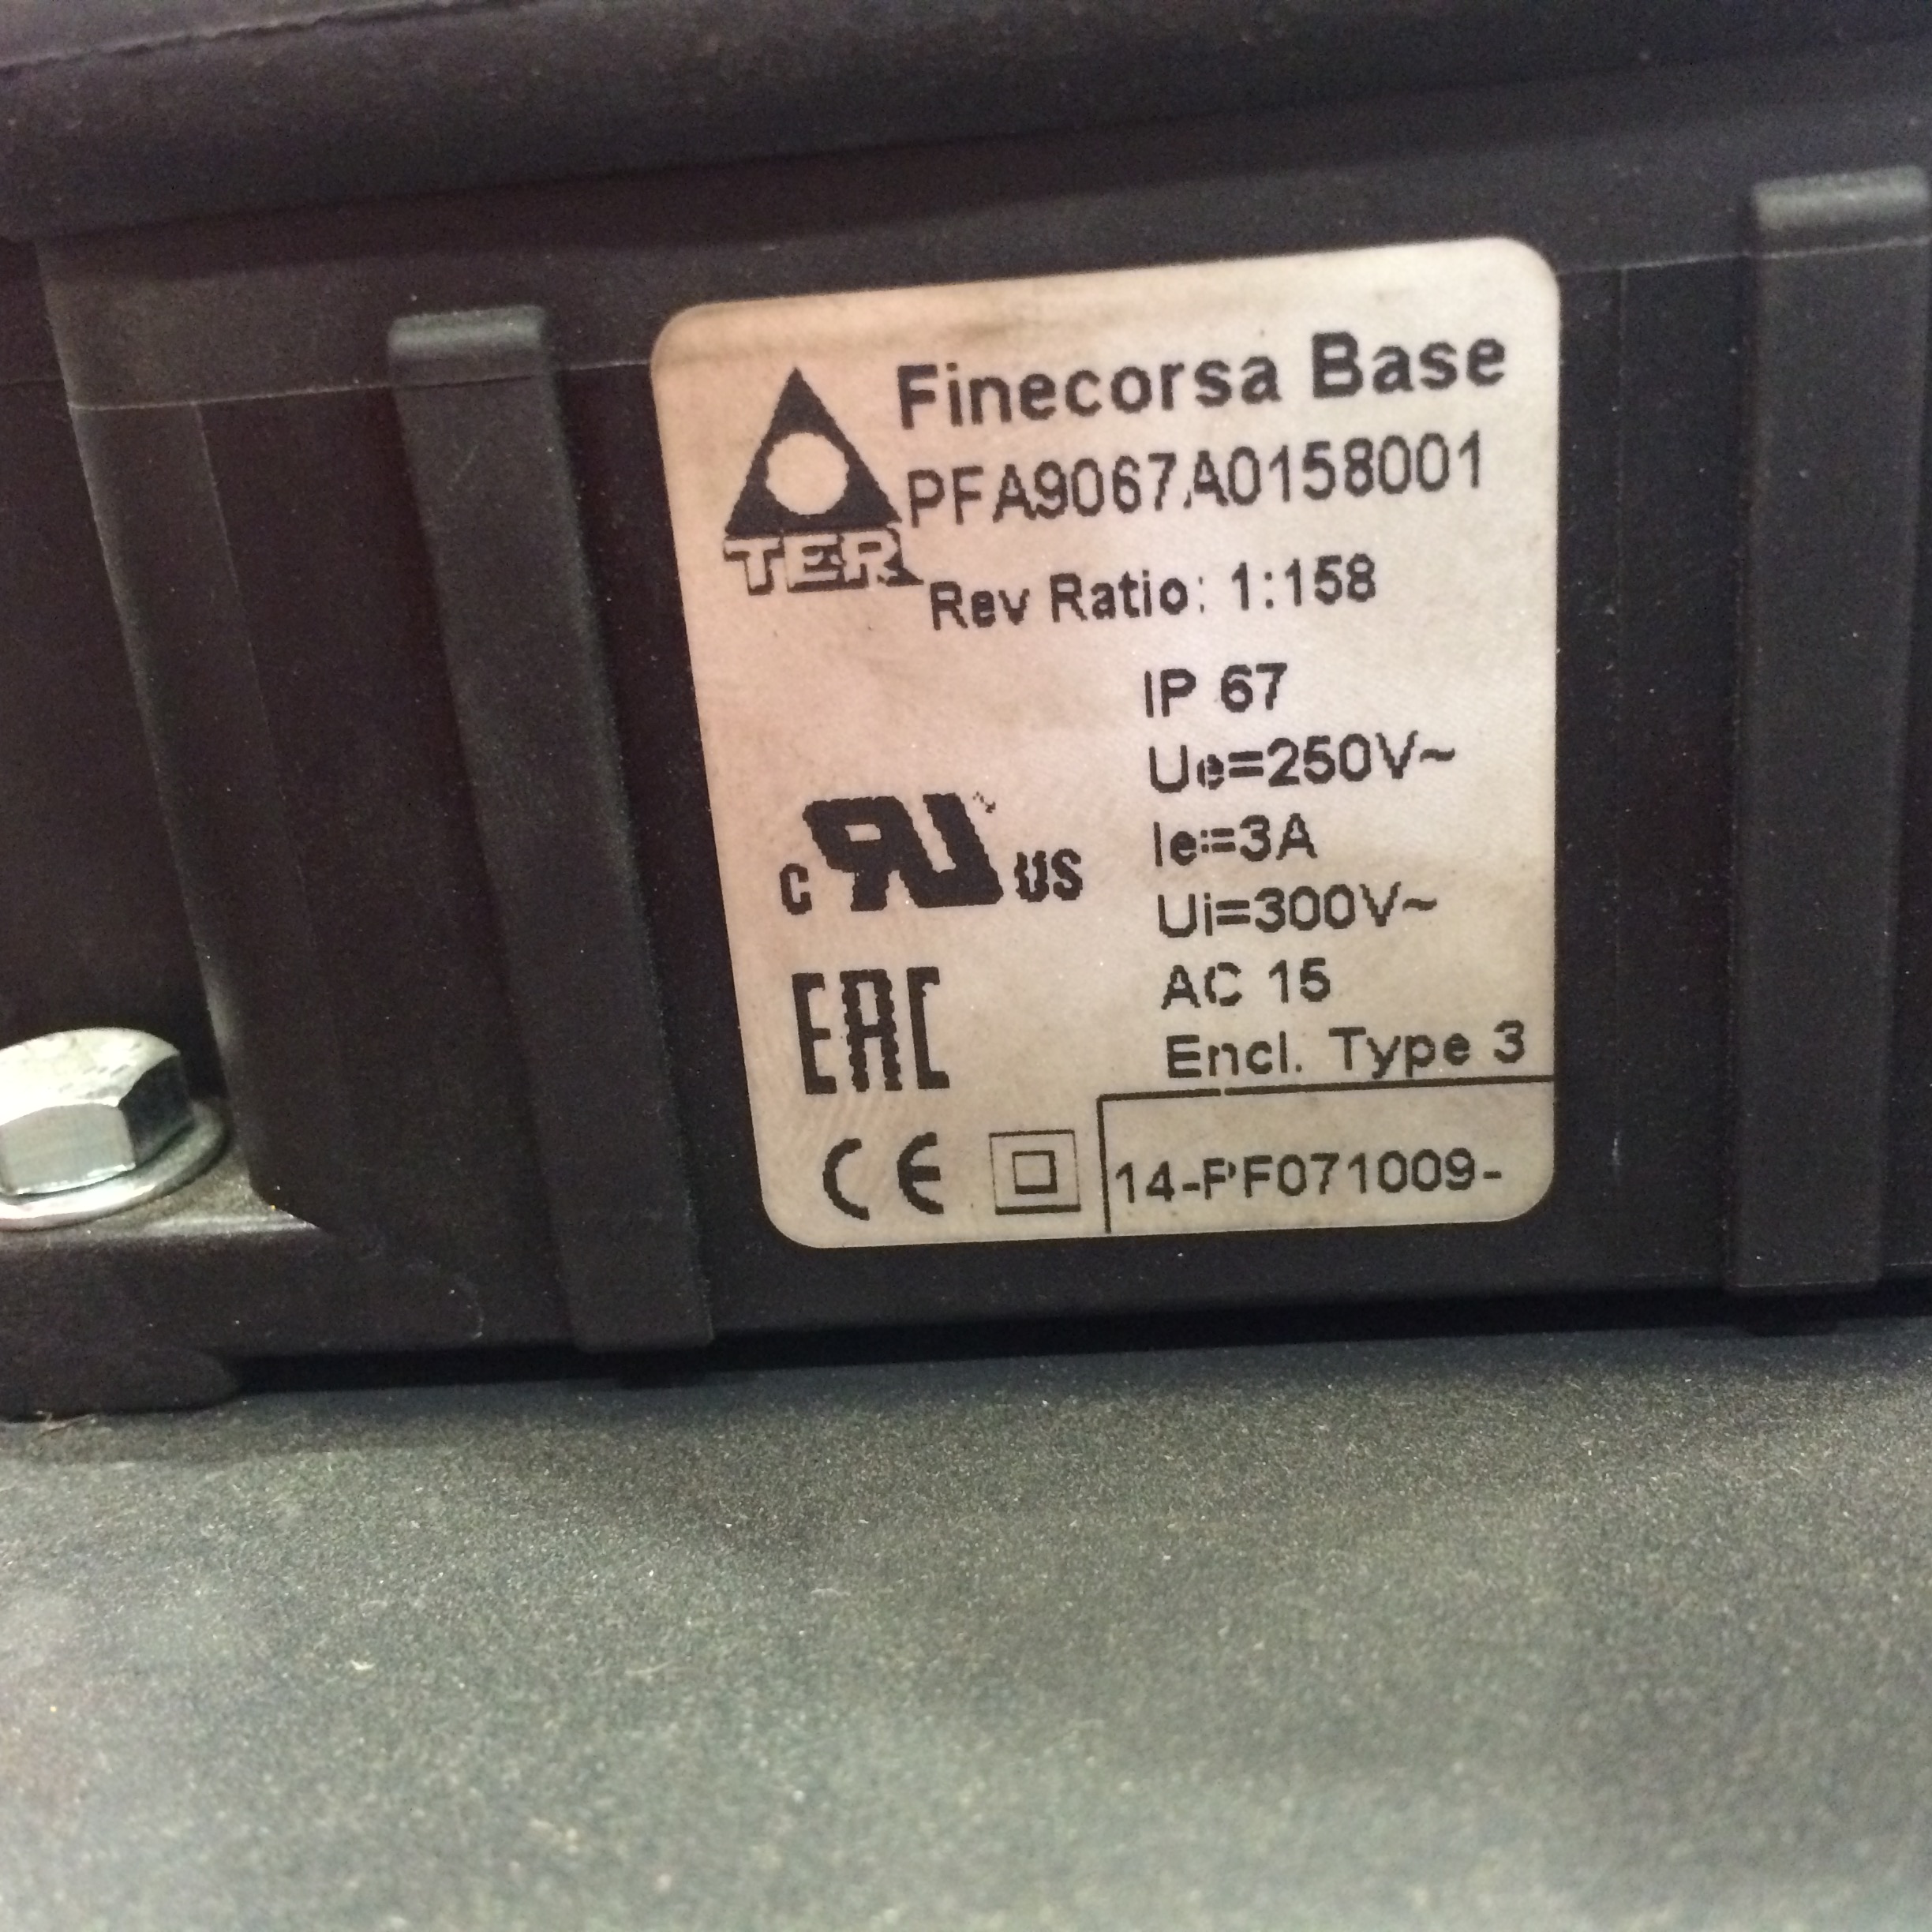 Finecorsa Base
PFA9067A0158001
TER
Rev Ratio: 1:158
IP 67
Ue=250V~
Ie=3A
Ui=300V~
AC 15
Encl. Type 3
c RU us
EAC
CE
14-PF071009-